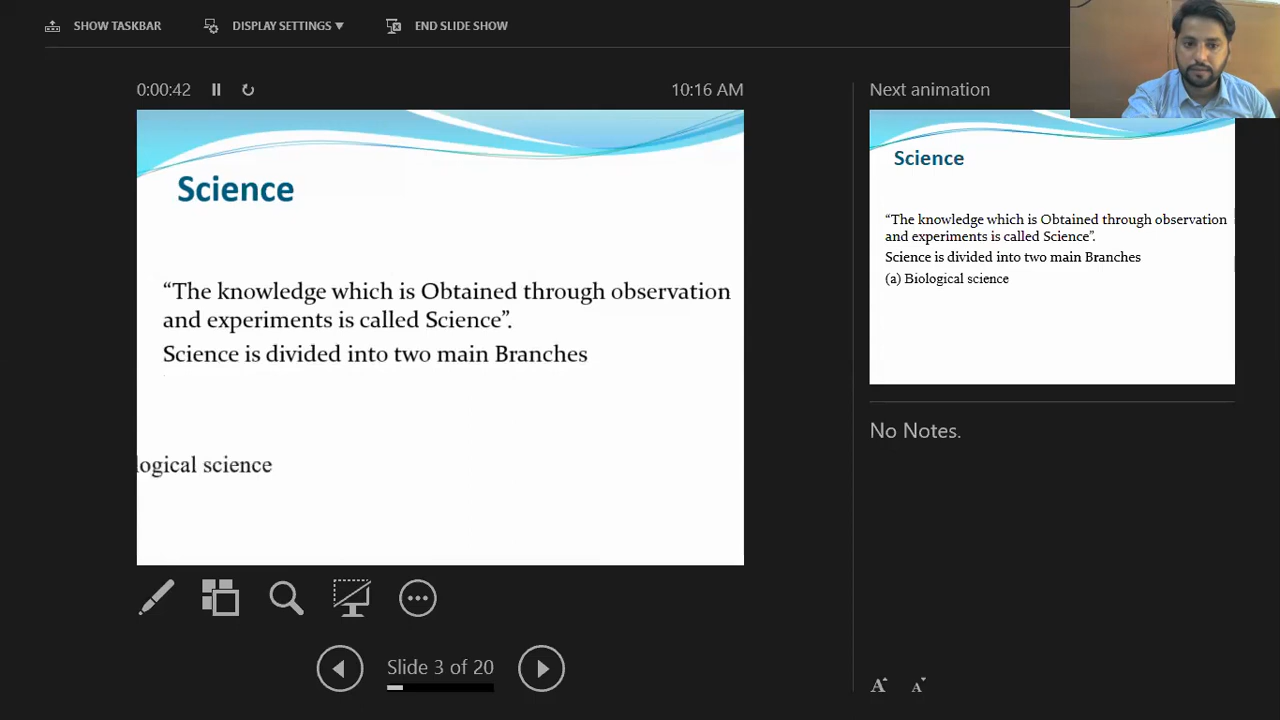 SHOW TASKBAR
DISPLAY SETTINGS ▼
END SLIDE SHOW
0:00:42
10:16 AM
Science
“The knowledge which is Obtained through observation
and experiments is called Science”.
Science is divided into two main Branches
logical science
Slide 3 of 20
Next animation
Science
“The knowledge which is Obtained through observation
and experiments is called Science”.
Science is divided into two main Branches
(a) Biological science
No Notes.
A A